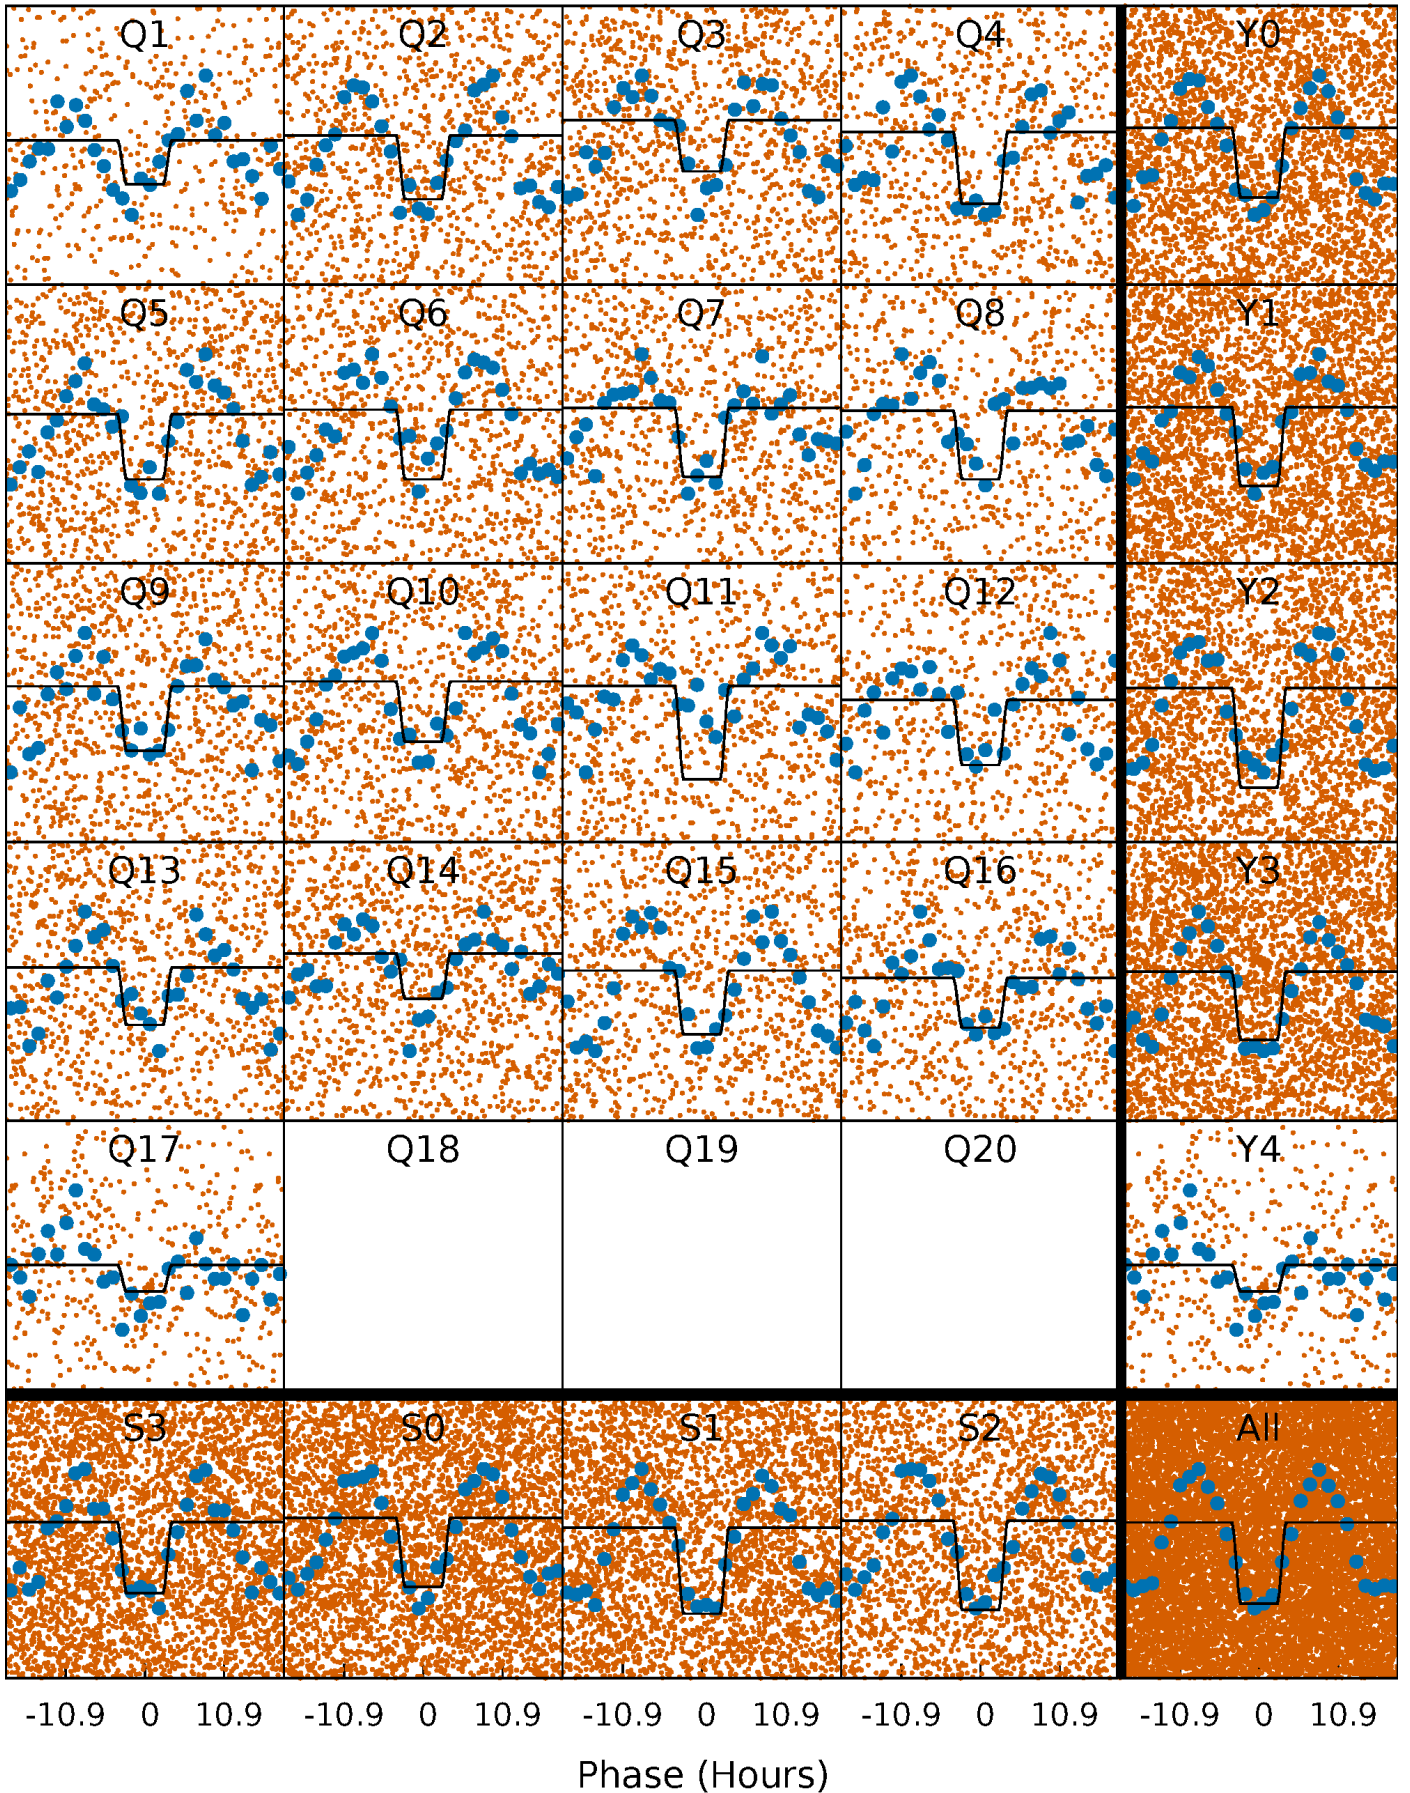 Q1 Q2 Q3 Q4 Y0
Q5 Q6 Q7 Q8 Y1
Q9 Q10 Q11 Q12 Y2
Q13 Q14 Q15 Q16 Y3
Q17 Q18 Q19 Q20 Y4
S3 S0 S1 S2 All
-10.9 0 10.9 -10.9 0 10.9 -10.9 0 10.9 -10.9 0 10.9 -10.9 0 10.9
Phase (Hours)